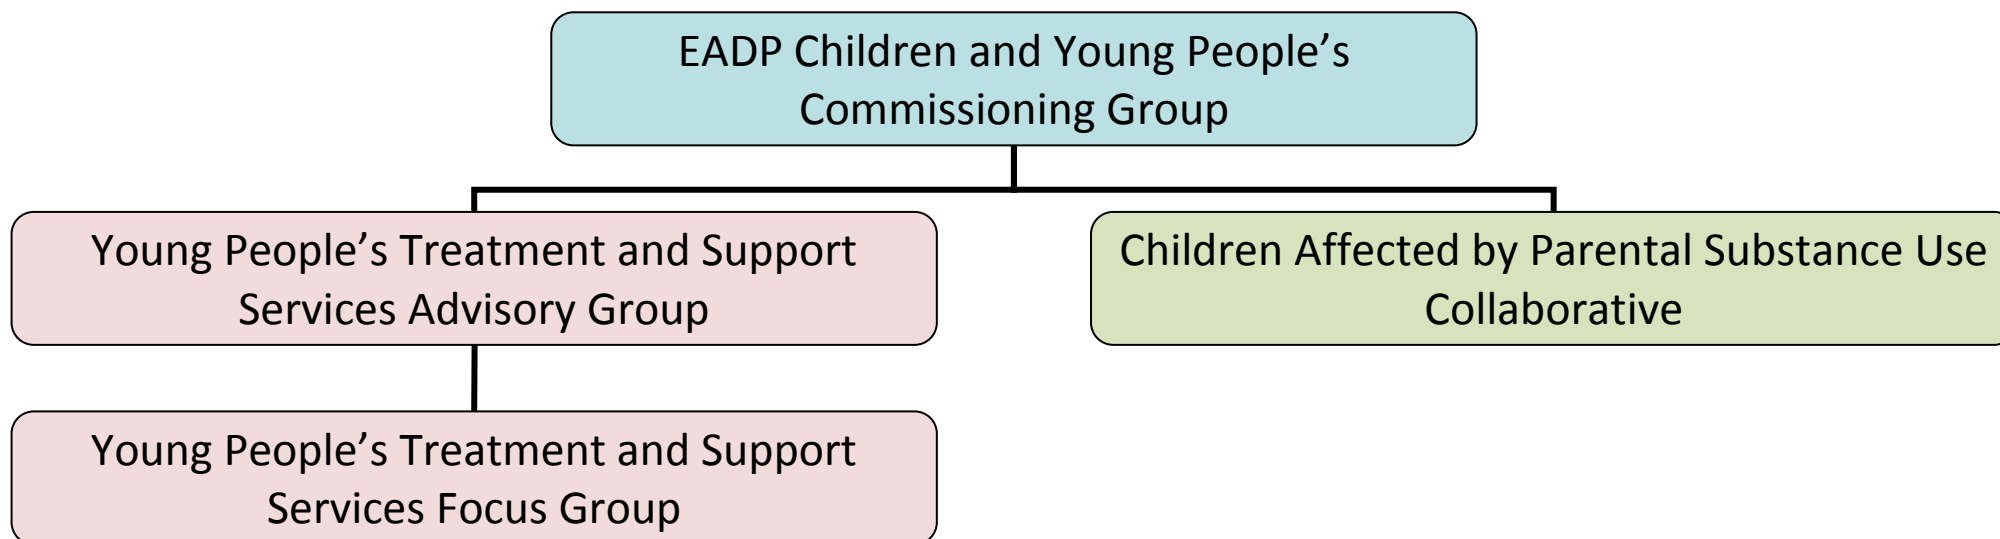 EADP Children and Young People’s
Commissioning Group
Young People’s Treatment and Support
Services Advisory Group
Children Affected by Parental Substance Use
Collaborative
Young People’s Treatment and Support
Services Focus Group